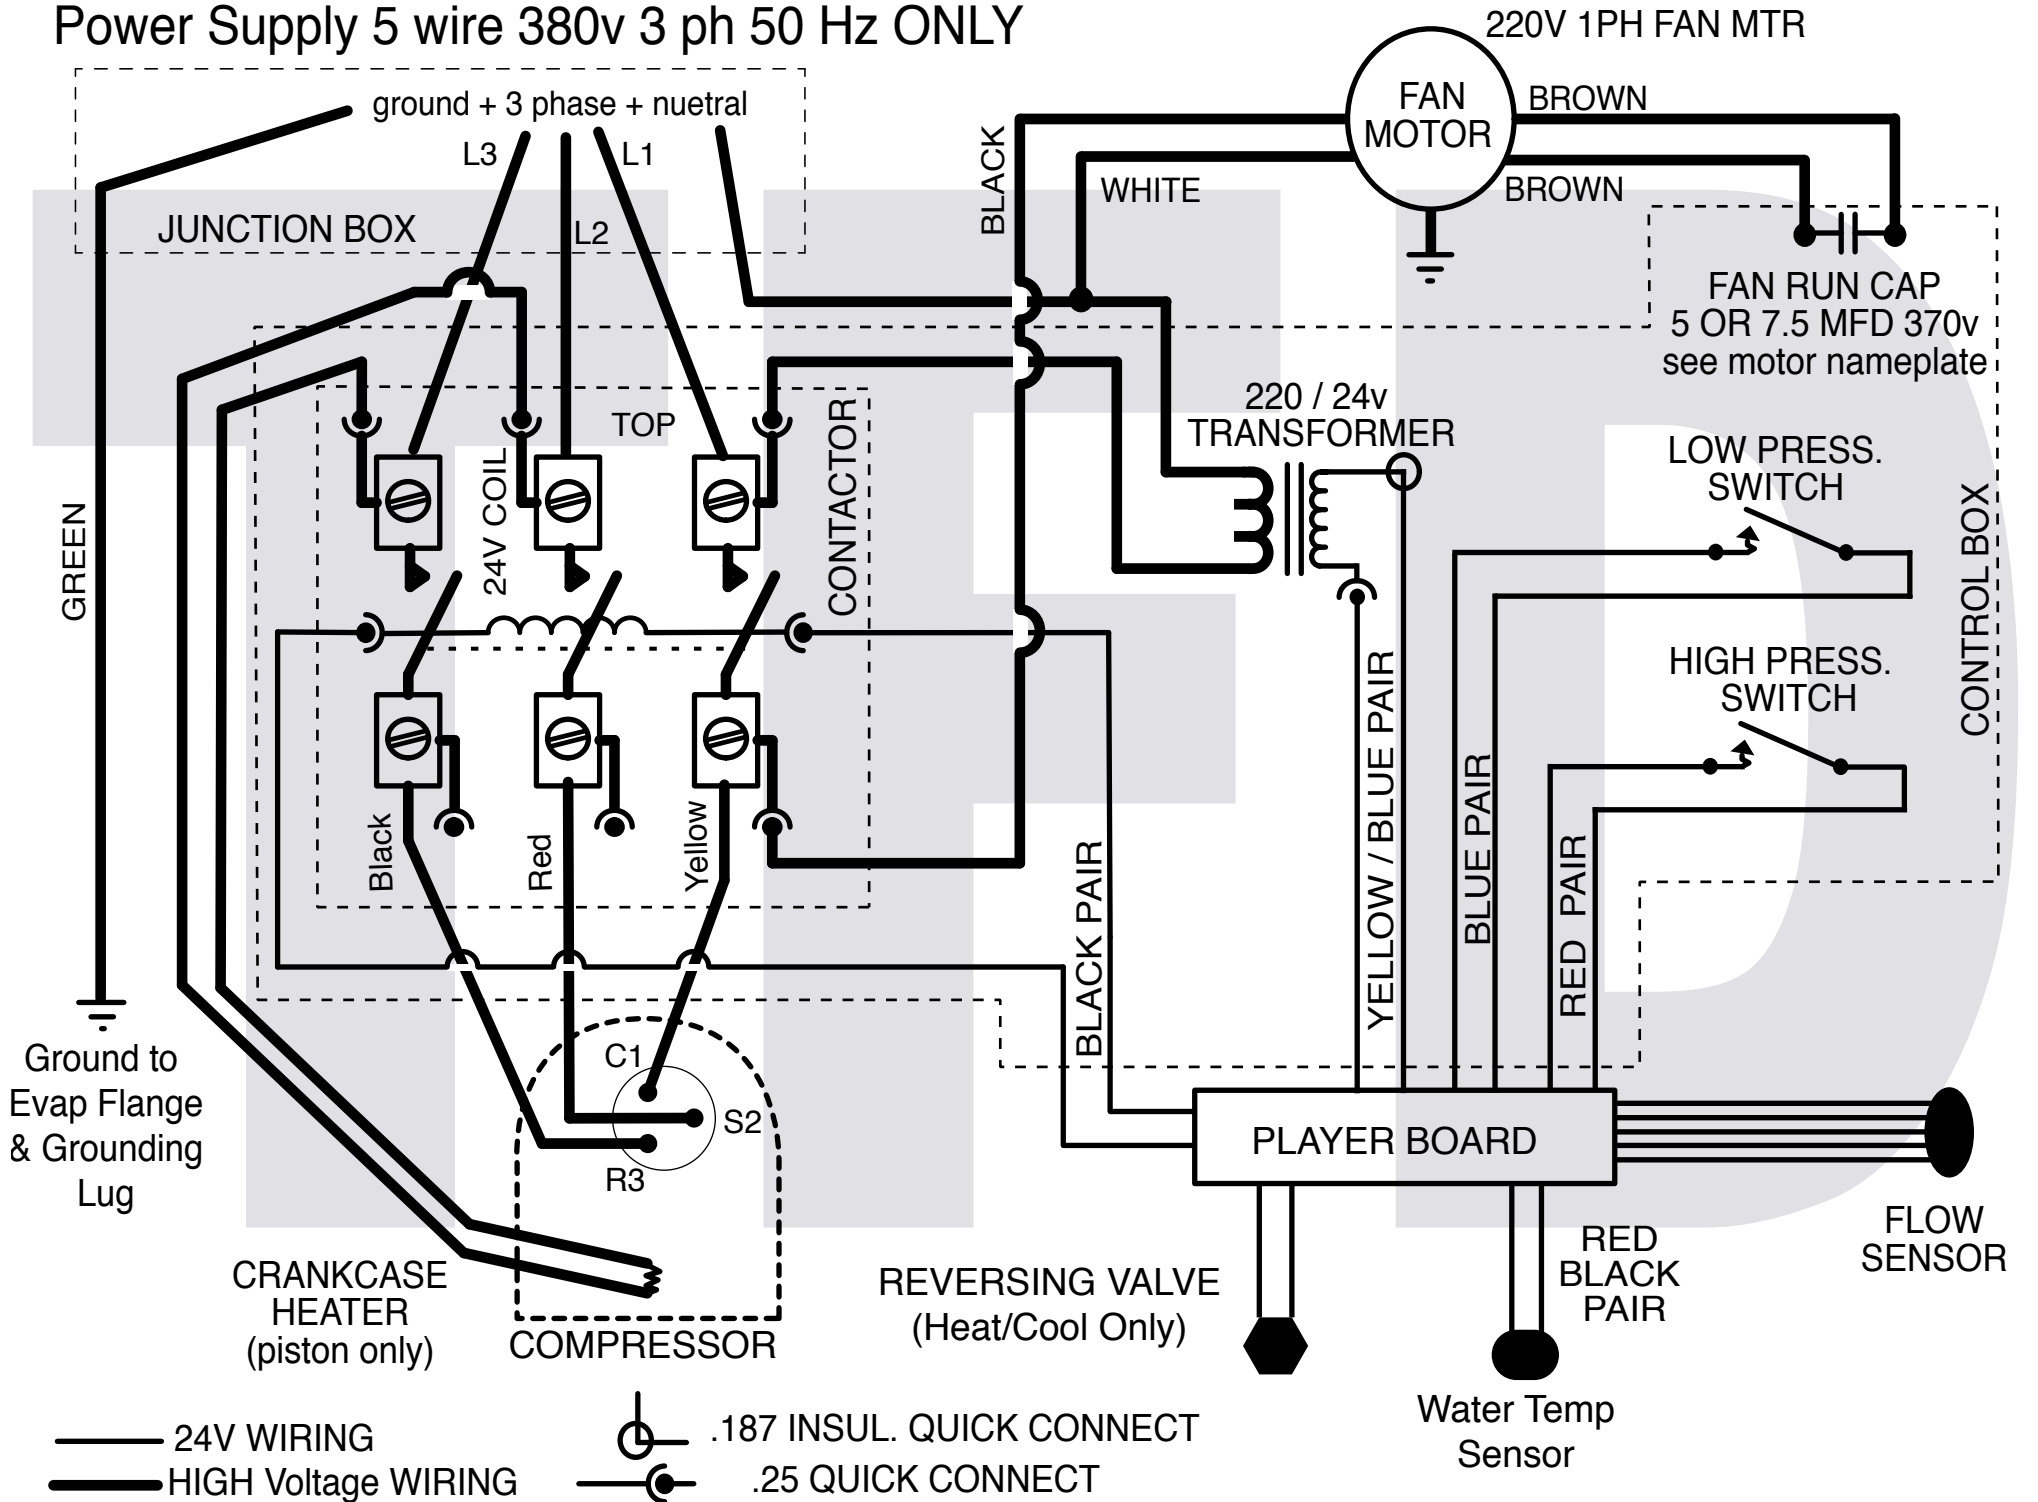 Power Supply 5 wire 380v 3 ph 50 Hz ONLY
220V 1PH FAN MTR
ground + 3 phase + nuetral
L3
L1
L2
JUNCTION BOX
FAN
MOTOR
BROWN
BROWN
BLACK
WHITE
FAN RUN CAP
5 OR 7.5 MFD 370v
see motor nameplate
220 / 24v
TRANSFORMER
TOP
24V COIL
CONTACTOR
GREEN
LOW PRESS.
SWITCH
HIGH PRESS.
SWITCH
CONTROL BOX
Black
Red
Yellow
BLACK PAIR
YELLOW / BLUE PAIR
BLUE PAIR
RED PAIR
Ground to
Evap Flange
& Grounding
Lug
C1
S2
R3
PLAYER BOARD
FLOW
SENSOR
RED
BLACK
PAIR
CRANKCASE
HEATER
(piston only)
COMPRESSOR
REVERSING VALVE
(Heat/Cool Only)
Water Temp
Sensor
24V WIRING
HIGH Voltage WIRING
.187 INSUL. QUICK CONNECT
.25 QUICK CONNECT
TFD